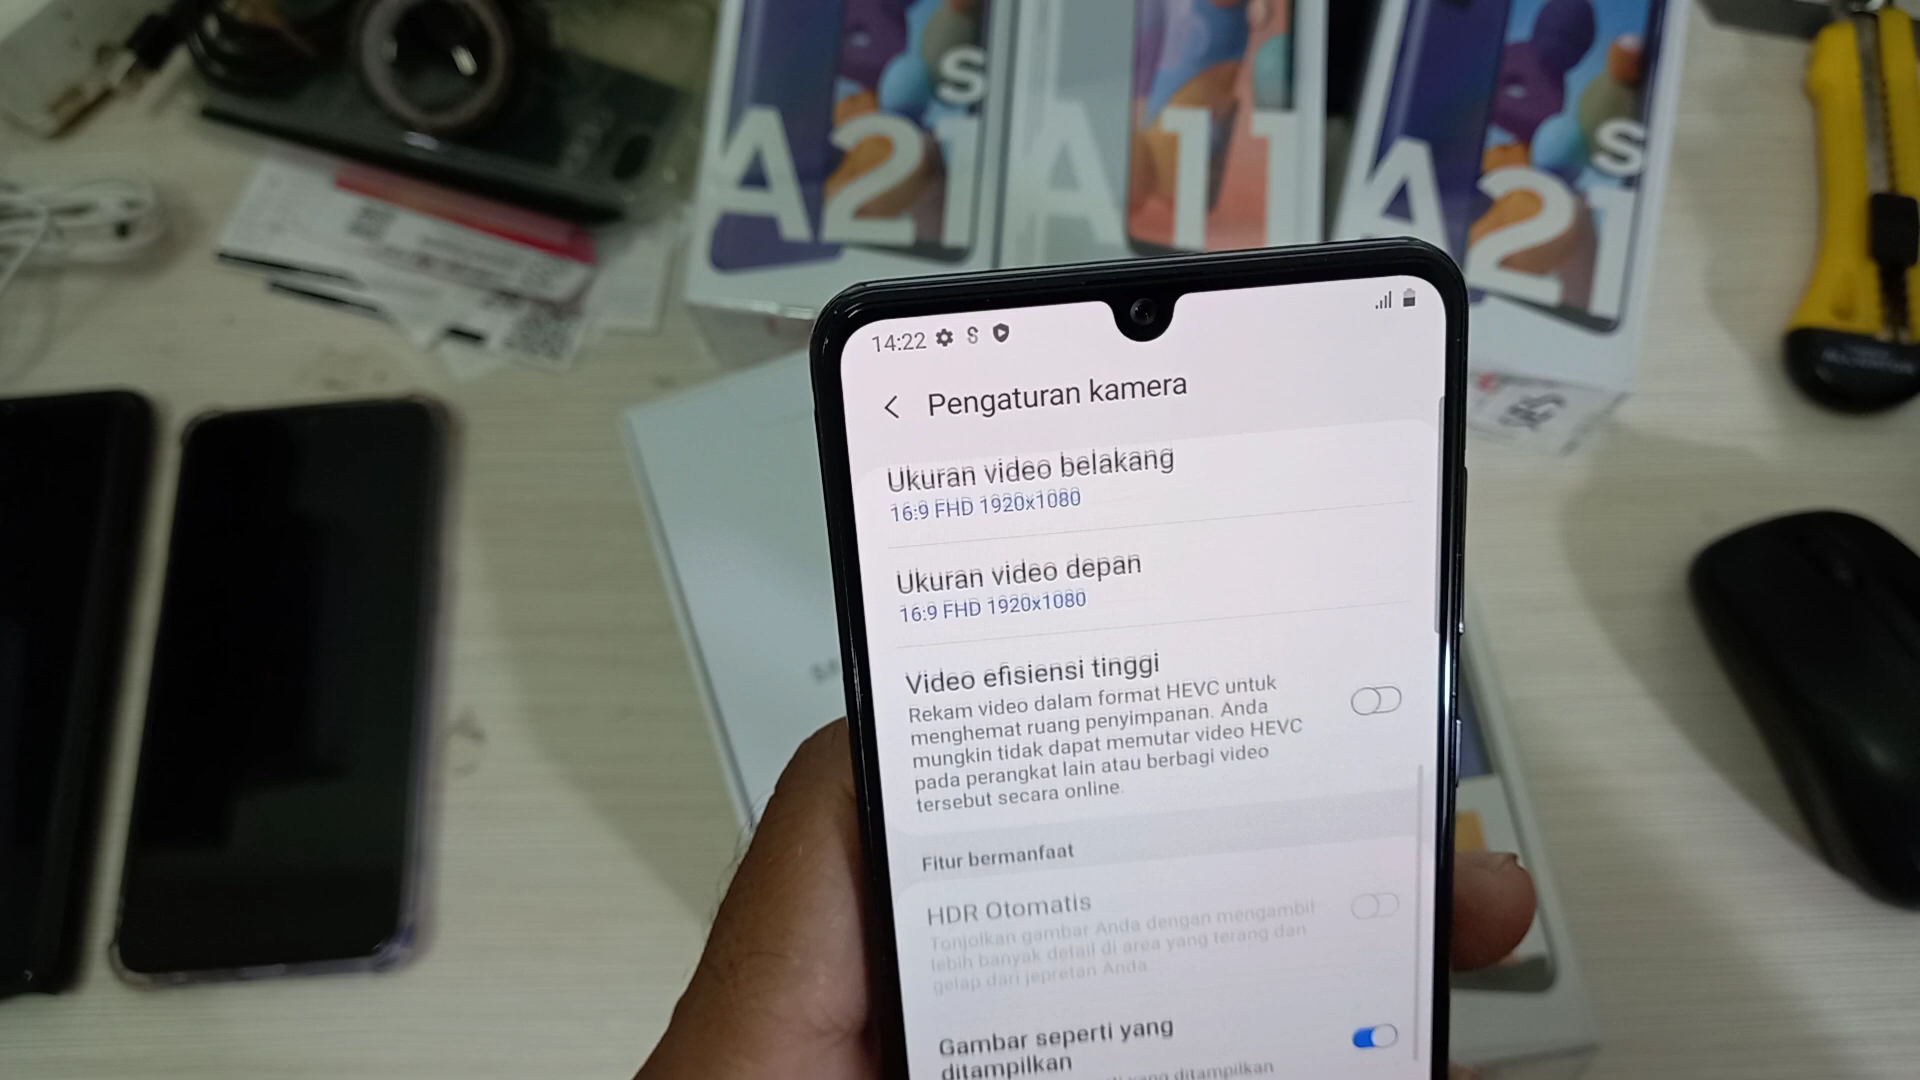 A21s
A11
A21s
14:22
Pengaturan kamera
Ukuran video belakang
16:9 FHD 1920x1080
Ukuran video depan
16:9 FHD 1920x1080
Video efisiensi tinggi
Rekam video dalam format HEVC untuk
menghemat ruang penyimpanan. Anda
mungkin tidak dapat memutar video HEVC
pada perangkat lain atau berbagi video
tersebut secara online.
Fitur bermanfaat
HDR Otomatis
Tonjolkan gambar Anda dengan mengambil
lebih banyak detail di area yang terang dan
gelap dari jepretan Anda.
Gambar seperti yang
ditampilkan
yang ditampilkan